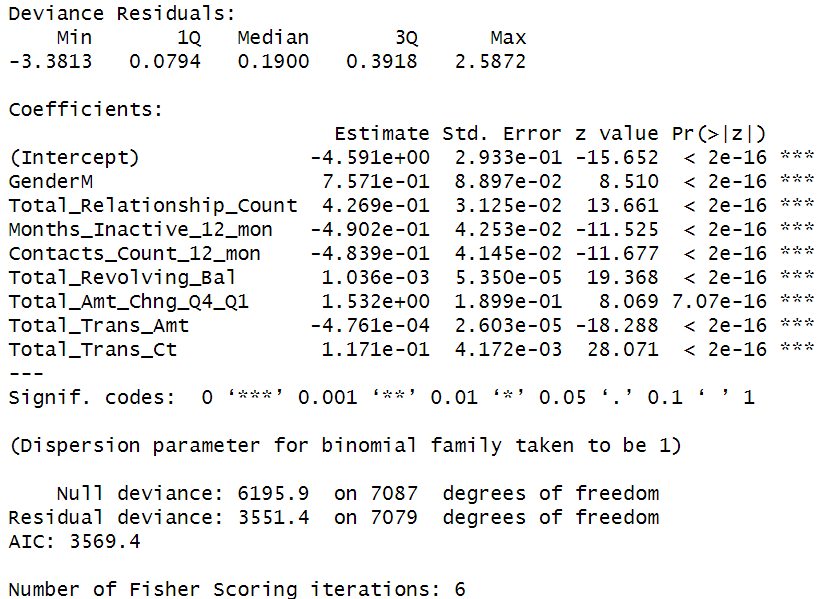 Deviance Residuals:
    Min      1Q  Median      3Q     Max
-3.3813  0.0794  0.1900  0.3918  2.5872

Coefficients:
                           Estimate Std. Error z value Pr(>|z|)
(Intercept)              -4.591e+00  2.933e-01 -15.652  < 2e-16 ***
GenderM                   7.571e-01  8.897e-02   8.510  < 2e-16 ***
Total_Relationship_Count  4.269e-01  3.125e-02  13.661  < 2e-16 ***
Months_Inactive_12_mon   -4.902e-01  4.253e-02 -11.525  < 2e-16 ***
Contacts_Count_12_mon    -4.839e-01  4.145e-02 -11.677  < 2e-16 ***
Total_Revolving_Bal       1.036e-03  5.350e-05  19.368  < 2e-16 ***
Total_Amt_Chng_Q4_Q1      1.532e+00  1.899e-01   8.069 7.07e-16 ***
Total_Trans_Amt          -4.761e-04  2.603e-05 -18.288  < 2e-16 ***
Total_Trans_Ct            1.171e-01  4.172e-03  28.071  < 2e-16 ***
---
Signif. codes:  0 ‘***’ 0.001 ‘**’ 0.01 ‘*’ 0.05 ‘.’ 0.1 ‘ ’ 1

(Dispersion parameter for binomial family taken to be 1)

    Null deviance: 6195.9  on 7087  degrees of freedom
Residual deviance: 3551.4  on 7079  degrees of freedom
AIC: 3569.4

Number of Fisher Scoring iterations: 6